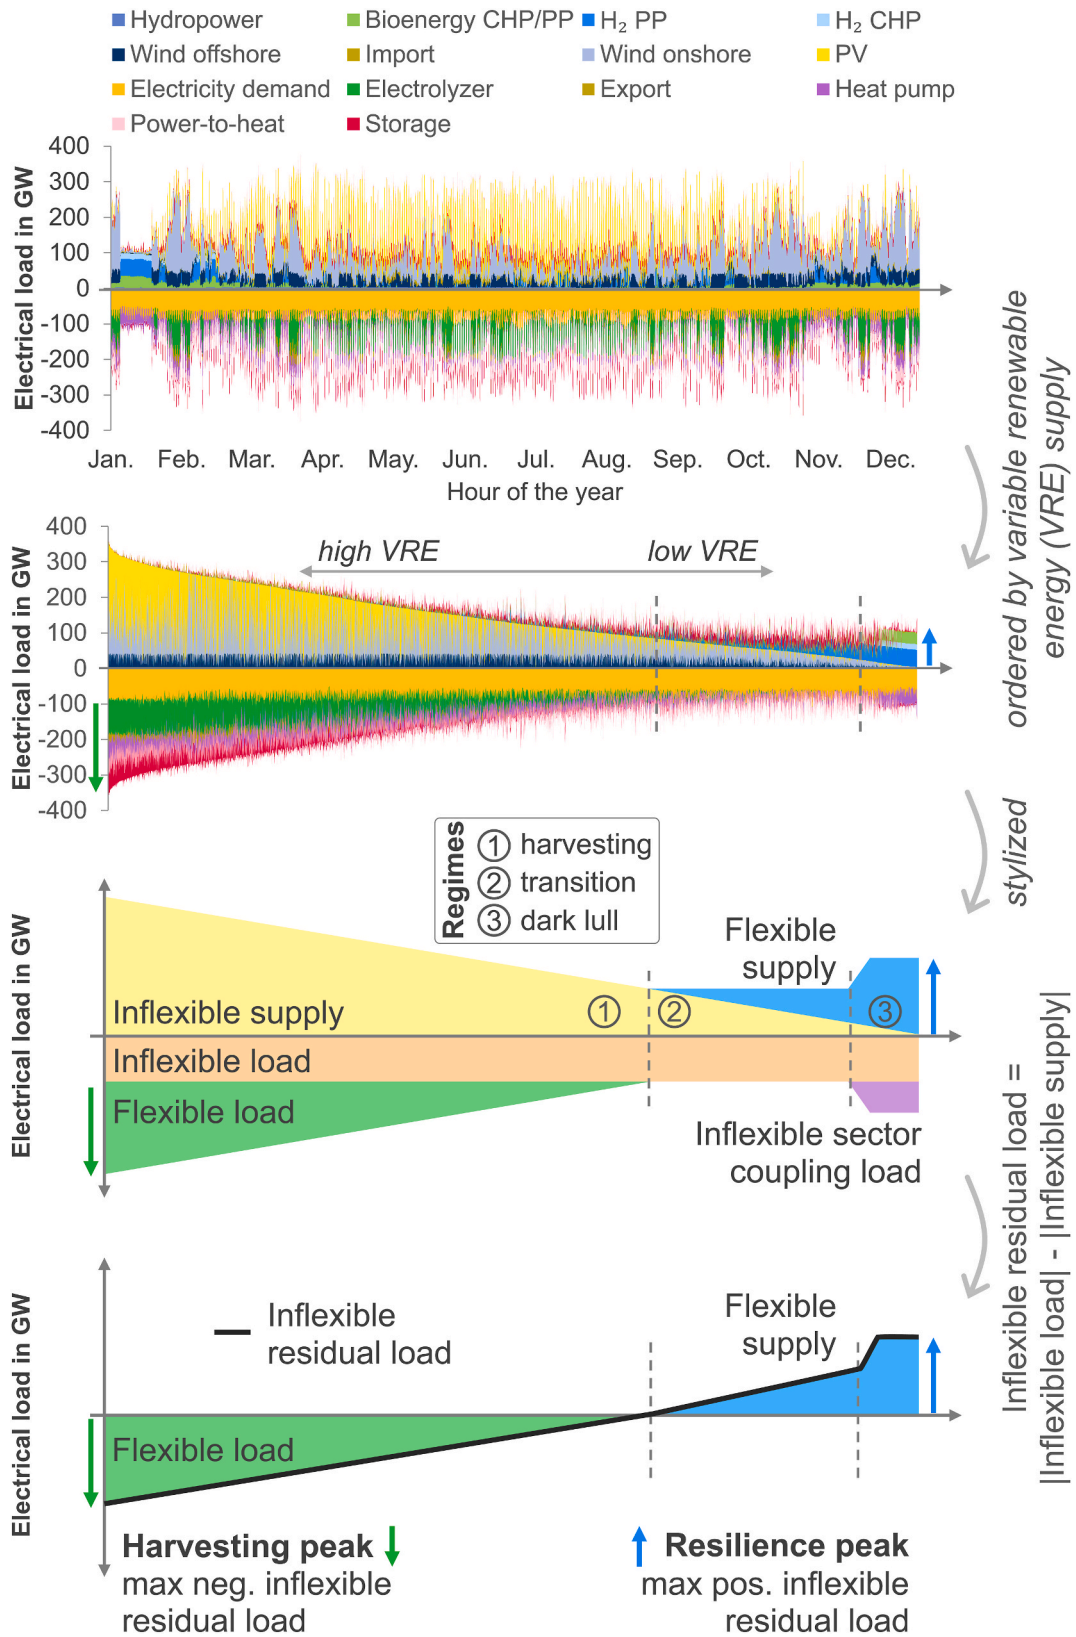 Hydropower
Bioenergy CHP/PP
H₂ PP
H₂ CHP
Wind offshore
Import
Wind onshore
PV
Electricity demand
Electrolyzer
Export
Heat pump
Power-to-heat
Storage
Electrical load in GW
400
300
200
100
0
-100
-200
-300
-400
Jan. Feb. Mar. Apr. May. Jun. Jul. Aug. Sep. Oct. Nov. Dec.
Hour of the year
ordered by variable renewable
energy (VRE) supply
Electrical load in GW
400
300
200
100
0
-100
-200
-300
-400
high VRE
low VRE
stylized
Regimes
1 harvesting
2 transition
3 dark lull
Electrical load in GW
Flexible
supply
Inflexible supply
1
2
3
Inflexible load
Flexible load
Inflexible sector
coupling load
Inflexible residual load =
|Inflexible load| - |Inflexible supply|
Electrical load in GW
Inflexible
residual load
Flexible
supply
Flexible load
Harvesting peak
max neg. inflexible
residual load
Resilience peak
max pos. inflexible
residual load